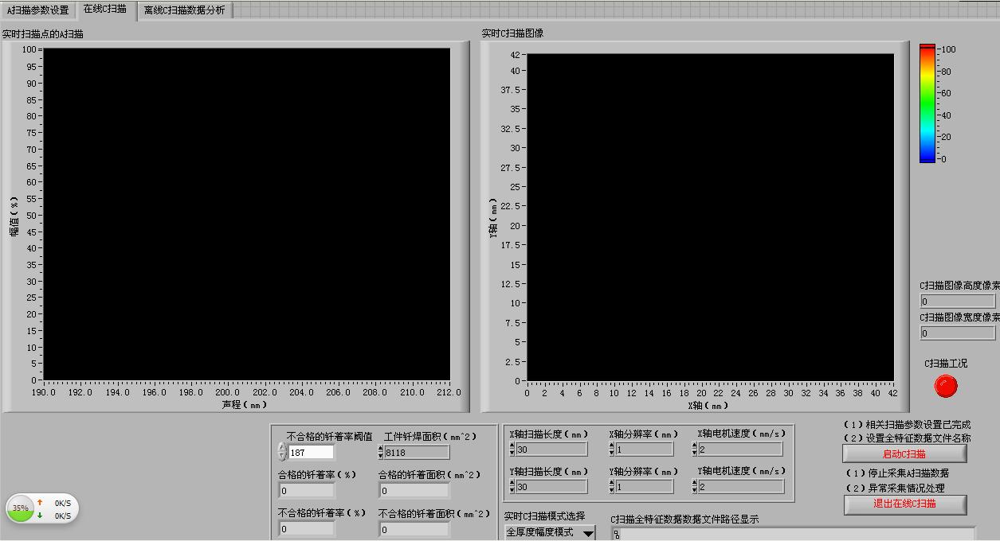 A扫描参数设置 在线C扫描 离线C扫描数据分析
实时扫描点的A扫描
100
95
90
85
80
75
70
65
60
55
50
45
40
35
30
25
20
15
10
5
0
幅值(%)
190.0 192.0 194.0 196.0 198.0 200.0 202.0 204.0 206.0 208.0 210.0 212.0
声程(mm)
实时C扫描图像
42
40
37.5
35
32.5
30
27.5
25
22.5
20
17.5
15
12.5
10
7.5
5
2.5
0
Y轴(mm)
0 2 4 6 8 10 12 14 16 18 20 22 24 26 28 30 32 34 36 38 40 42
X轴(mm)
100
80
60
40
20
0
C扫描图像高度像素
0
C扫描图像宽度像素
0
C扫描工况
不合格的钎着率阈值 工件钎焊面积(mm^2)
187 8118
合格的钎着率(%) 合格的钎着面积(mm^2)
0 0
不合格的钎着率(%) 不合格的钎着面积(mm^2)
0 0
X轴扫描长度(mm) X轴分辨率(mm) X轴电机速度(mm/s)
30 1 2
Y轴扫描长度(mm) Y轴分辨率(mm) Y轴电机速度(mm/s)
30 1 2
实时C扫描模式选择
全厚度幅度模式
C扫描全特征数据数据文件路径显示
(1)相关扫描参数设置已完成
(2)设置全特征数据文件名称
启动C扫描
(1)停止采集A扫描数据
(2)异常采集情况处理
退出在线C扫描
35% 0K/S
0K/S